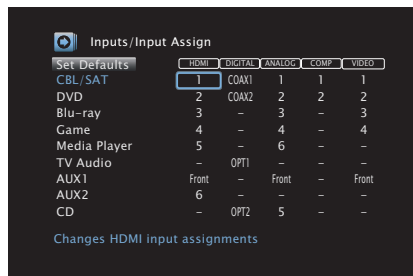 Inputs/Input Assign
Set Defaults HDMI DIGITAL ANALOG COMP VIDEO
CBL/SAT 1 COAX1 1 1 1
DVD 2 COAX2 2 2 2
Blu-ray 3 – 3 – 3
Game 4 – 4 – 4
Media Player 5 – 6 – –
TV Audio – OPT1 – – –
AUX1 Front – Front – Front
AUX2 6 – – – –
CD – OPT2 5 – –
Changes HDMI input assignments